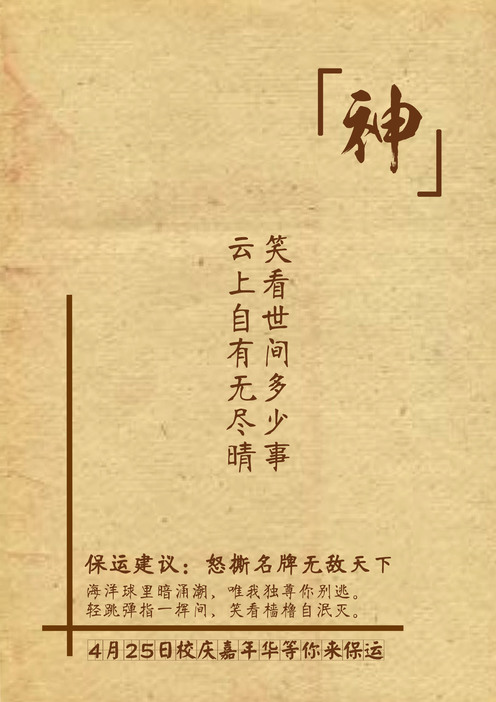 「神」
笑看世间多少事
云上自有无尽晴
保运建议：怒撕名牌无敌天下
海洋球里暗涌潮，唯我独尊你别逃。
轻跳弹指一挥间，笑看樯橹自泯灭。
4月25日校庆嘉年华等你来保运